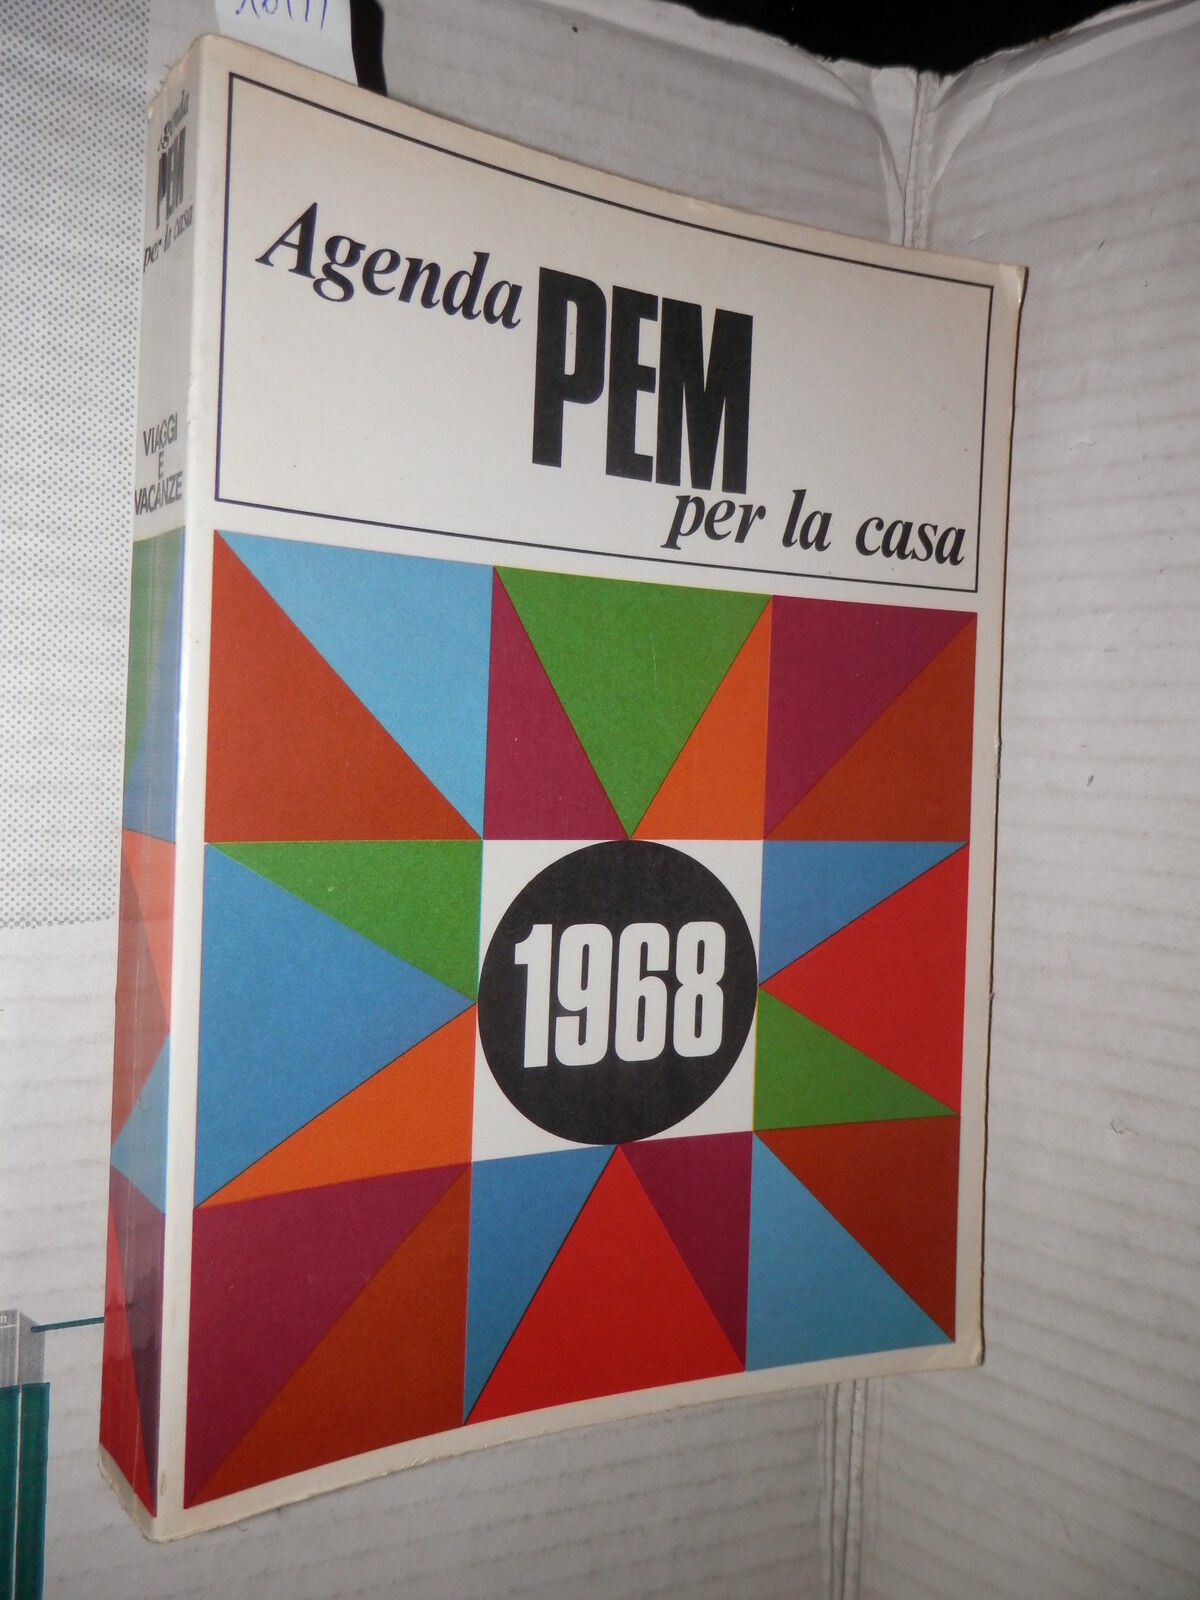 Agenda
PEM
per la casa
1968
agenda
PEM
per la casa
VIAGGI
E
VACANZE